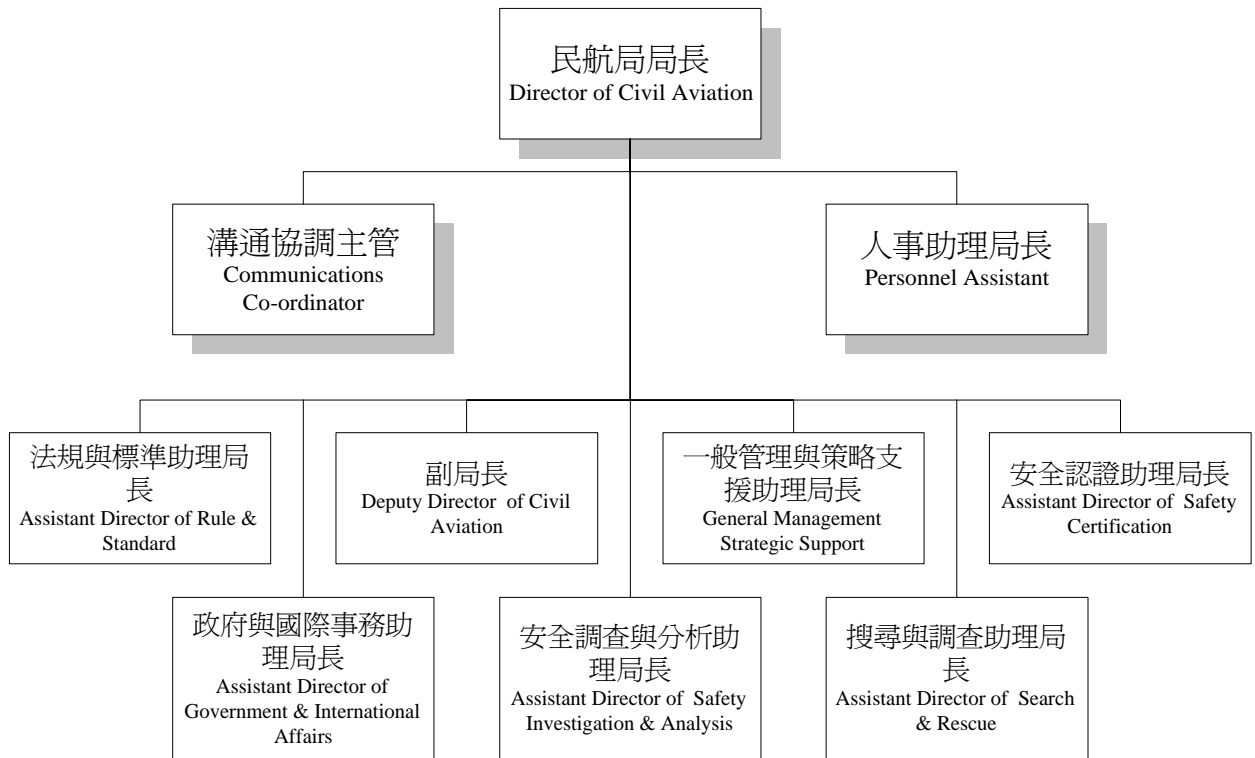 民航局局長
Director of Civil Aviation
溝通協調主管
Communications
Co-ordinator
人事助理局長
Personnel Assistant
法規與標準助理局
長
Assistant Director of Rule &
Standard
副局長
Deputy Director of Civil
Aviation
一般管理與策略支
援助理局長
General Management
Strategic Support
安全認證助理局長
Assistant Director of Safety
Certification
政府與國際事務助
理局長
Assistant Director of
Government & International
Affairs
安全調查與分析助
理局長
Assistant Director of Safety
Investigation & Analysis
搜尋與調查助理局
長
Assistant Director of Search
& Rescue